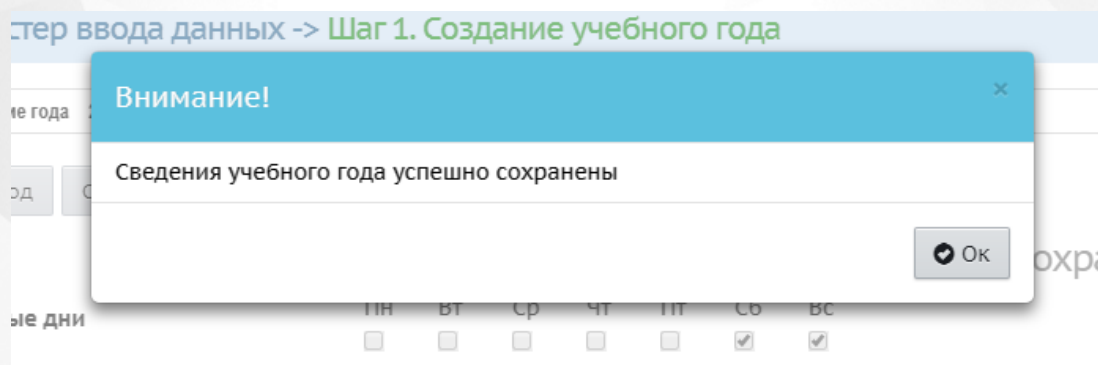 стер ввода данных -> Шаг 1. Создание учебного года
Внимание!
ие года
Сведения учебного года успешно сохранены
од
Ок
охра
ые дни
Пн Вт Ср Чт Пт Сб Вс